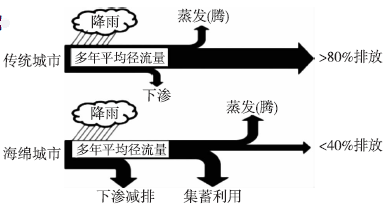 降雨
蒸发(腾)
传统城市
多年平均径流量
>80%排放
下渗
降雨
蒸发(腾)
海绵城市
多年平均径流量
<40%排放
下渗减排
集蓄利用